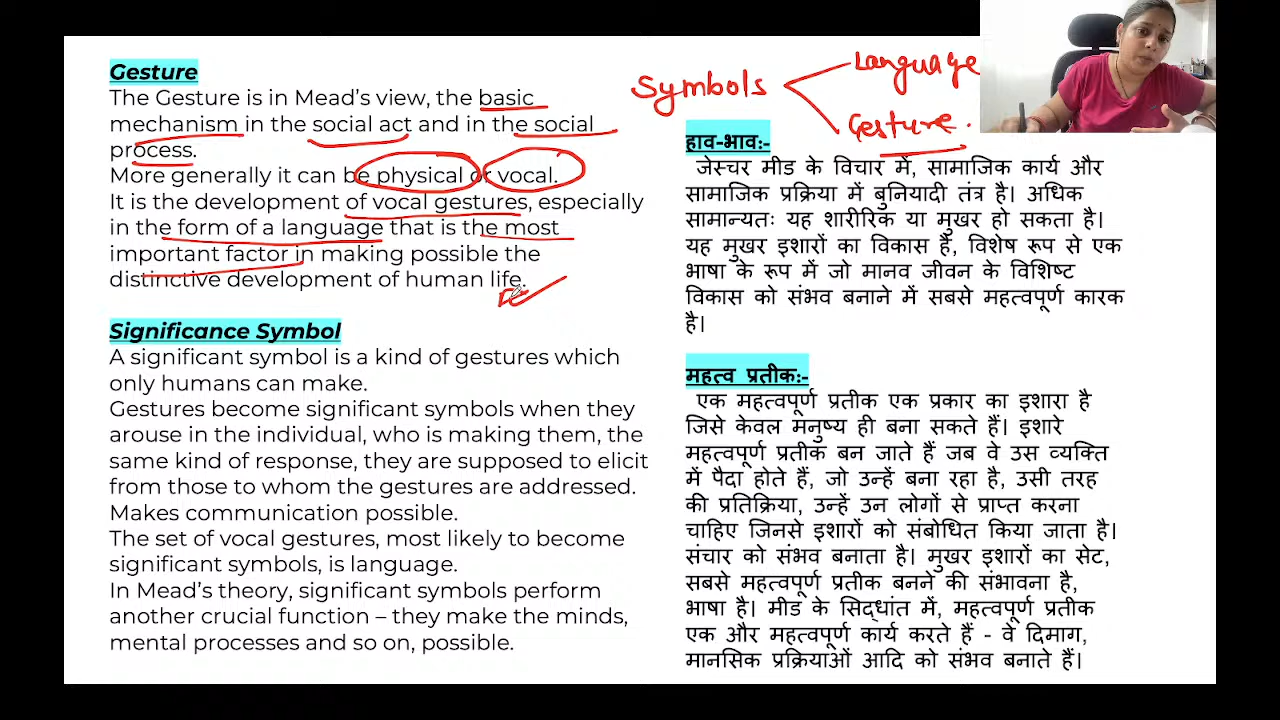 Gesture
The Gesture is in Mead's view, the basic
mechanism in the social act and in the social
process.
More generally it can be physical or vocal.
It is the development of vocal gestures, especially
in the form of a language that is the most
important factor in making possible the
distinctive development of human life.
Significance Symbol
A significant symbol is a kind of gestures which
only humans can make.
Gestures become significant symbols when they
arouse in the individual, who is making them, the
same kind of response, they are supposed to elicit
from those to whom the gestures are addressed.
Makes communication possible.
The set of vocal gestures, most likely to become
significant symbols, is language.
In Mead's theory, significant symbols perform
another crucial function – they make the minds,
mental processes and so on, possible.
Symbols
Language
Gesture.
हाव-भाव:-
जेस्चर मीड के विचार में, सामाजिक कार्य और
सामाजिक प्रक्रिया में बुनियादी तंत्र है। अधिक
सामान्यतः यह शारीरिक या मुखर हो सकता है।
यह मुखर इशारों का विकास है, विशेष रूप से एक
भाषा के रूप में जो मानव जीवन के विशिष्ट
विकास को संभव बनाने में सबसे महत्वपूर्ण कारक
है।
महत्व प्रतीक:-
एक महत्वपूर्ण प्रतीक एक प्रकार का इशारा है
जिसे केवल मनुष्य ही बना सकते हैं। इशारे
महत्वपूर्ण प्रतीक बन जाते हैं जब वे उस व्यक्ति
में पैदा होते हैं, जो उन्हें बना रहा है, उसी तरह
की प्रतिक्रिया, उन्हें उन लोगों से प्राप्त करना
चाहिए जिनसे इशारों को संबोधित किया जाता है।
संचार को संभव बनाता है। मुखर इशारों का सेट,
सबसे महत्वपूर्ण प्रतीक बनने की संभावना है,
भाषा है। मीड के सिद्धांत में, महत्वपूर्ण प्रतीक
एक और महत्वपूर्ण कार्य करते हैं - वे दिमाग,
मानसिक प्रक्रियाओं आदि को संभव बनाते हैं।